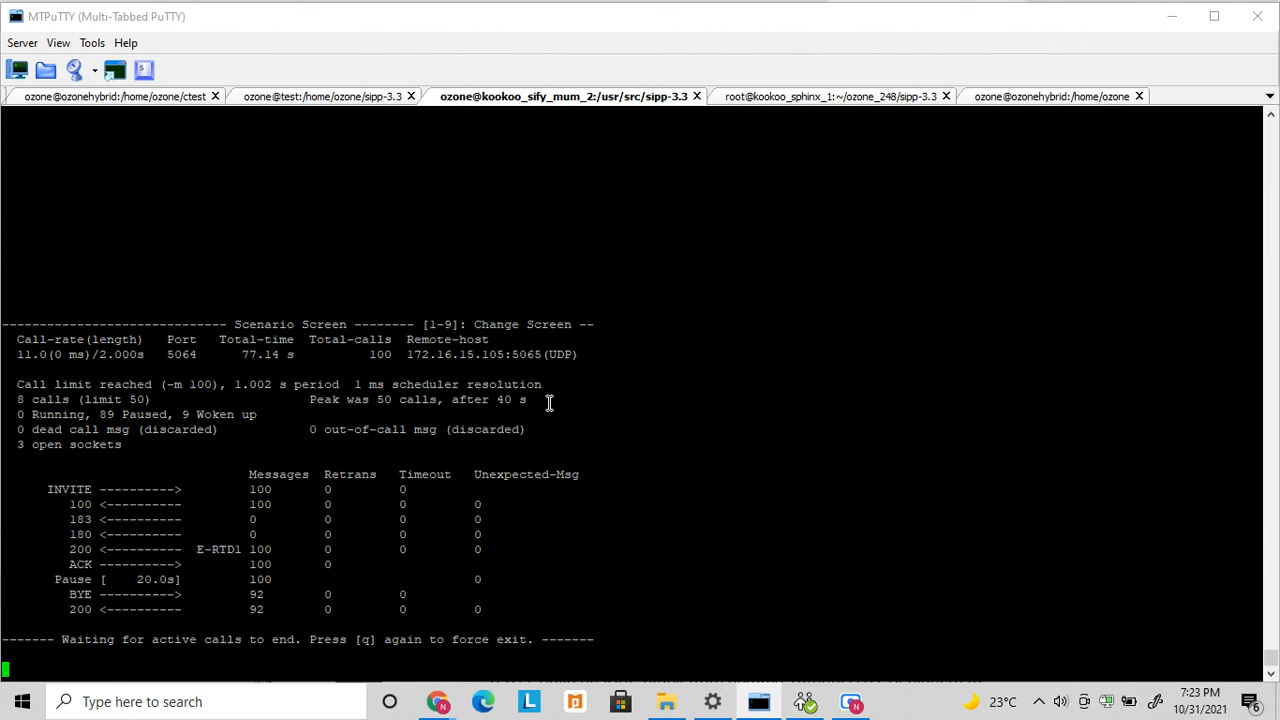 MTPuTTY (Multi-Tabbed PuTTY)
Server View Tools Help
ozone@ozonehybrid:/home/ozone/ctest ozone@test:/home/ozone/sipp-3.3 ozone@kookoo_sify_mum_2:/usr/src/sipp-3.3 root@kookoo_sphinx_1:~/ozone_248/sipp-3.3 ozone@ozonehybrid:/home/ozone
------------------------------ Scenario Screen -------- [1-9]: Change Screen --
Call-rate(length) Port Total-time Total-calls Remote-host
11.0(0 ms)/2.000s 5064 77.14 s 100 172.16.15.105:5065(UDP)
Call limit reached (-m 100), 1.002 s period 1 ms scheduler resolution
8 calls (limit 50) Peak was 50 calls, after 40 s
0 Running, 89 Paused, 9 Woken up
0 dead call msg (discarded) 0 out-of-call msg (discarded)
3 open sockets
Messages Retrans Timeout Unexpected-Msg
INVITE ----------> 100 0 0
100 <---------- 100 0 0 0
183 <---------- 0 0 0 0
180 <---------- 0 0 0 0
200 <---------- E-RTD1 100 0 0 0
ACK ----------> 100 0
Pause [ 20.0s] 100 0
BYE ----------> 92 0 0
200 <---------- 92 0 0 0
------- Waiting for active calls to end. Press [q] again to force exit. -------
Type here to search
23°C
7:23 PM
10/31/2021
6